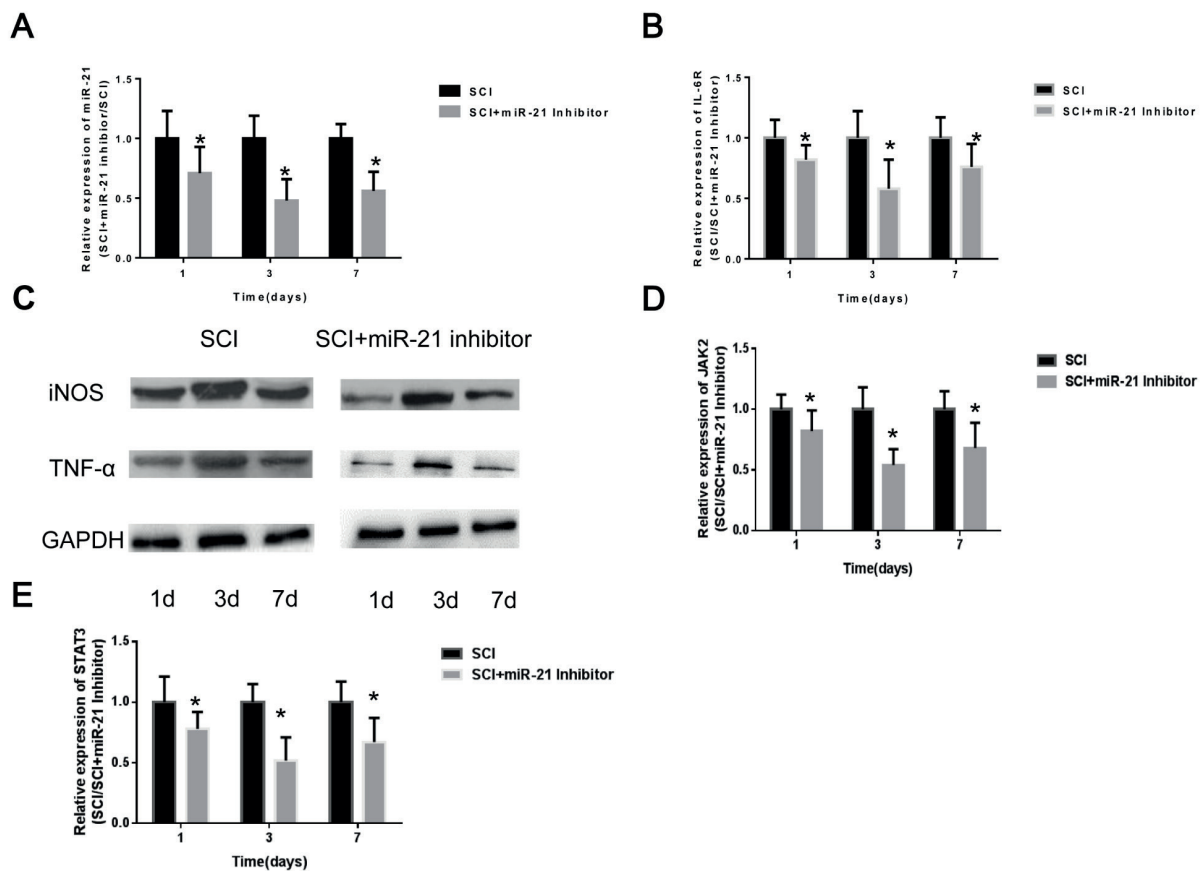 A
Relative expression of miR-21
(SCI+miR-21 inhibior/SCI)
1.5
1.0
0.5
0.0
* * *
1 3 7
Time(days)
SCI
SCI+miR-21 Inhibitor
B
Relative expression of IL-6R
(SCI/SCI+miR-21 Inhibitor)
1.5
1.0
0.5
0.0
* * *
1 3 7
Time(days)
SCI
SCI+miR-21 Inhibitor
C
SCI SCI+miR-21 inhibitor
iNOS
TNF-α
GAPDH
1d 3d 7d 1d 3d 7d
D
Relative expression of JAK2
(SCI/SCI+miR-21 Inhibitor)
1.5
1.0
0.5
0.0
* * *
1 3 7
Time(days)
SCI
SCI+miR-21 Inhibitor
E
Relative expression of STAT3
(SCI/SCI+miR-21 Inhibitor)
1.5
1.0
0.5
0.0
* * *
1 3 7
Time(days)
SCI
SCI+miR-21 Inhibitor